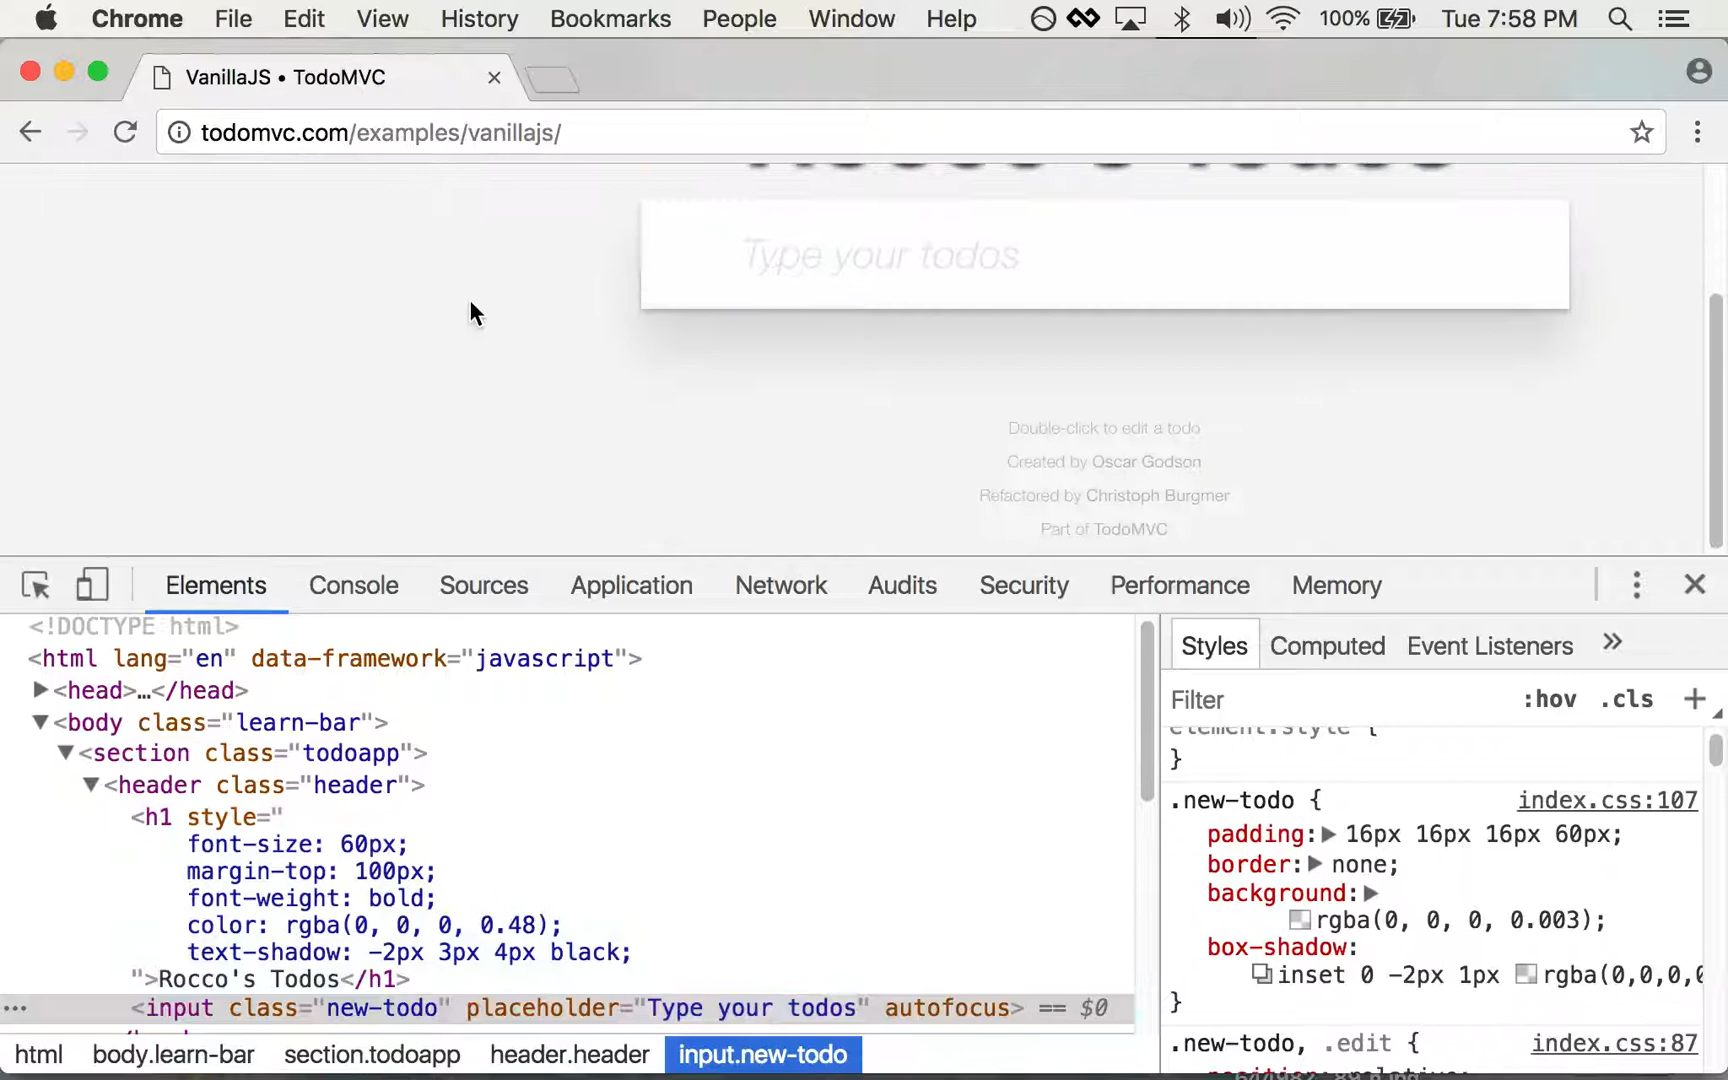 Chrome File Edit View History Bookmarks People Window Help 100% Tue 7:58 PM
VanillaJS • TodoMVC
todomvc.com/examples/vanillajs/
Type your todos
Double-click to edit a todo
Created by Oscar Godson
Refactored by Christoph Burgmer
Part of TodoMVC
Elements Console Sources Application Network Audits Security Performance Memory
<!DOCTYPE html>
<html lang="en" data-framework="javascript">
<head>…</head>
<body class="learn-bar">
<section class="todoapp">
<header class="header">
<h1 style="
font-size: 60px;
margin-top: 100px;
font-weight: bold;
color: rgba(0, 0, 0, 0.48);
text-shadow: -2px 3px 4px black;
">Rocco's Todos</h1>
<input class="new-todo" placeholder="Type your todos" autofocus> == $0
html body.learn-bar section.todoapp header.header input.new-todo
Styles Computed Event Listeners »
Filter :hov .cls +
element.style {
}
.new-todo { index.css:107
padding: 16px 16px 16px 60px;
border: none;
background:
rgba(0, 0, 0, 0.003);
box-shadow:
inset 0 -2px 1px rgba(0,0,0,
}
.new-todo, .edit { index.css:87